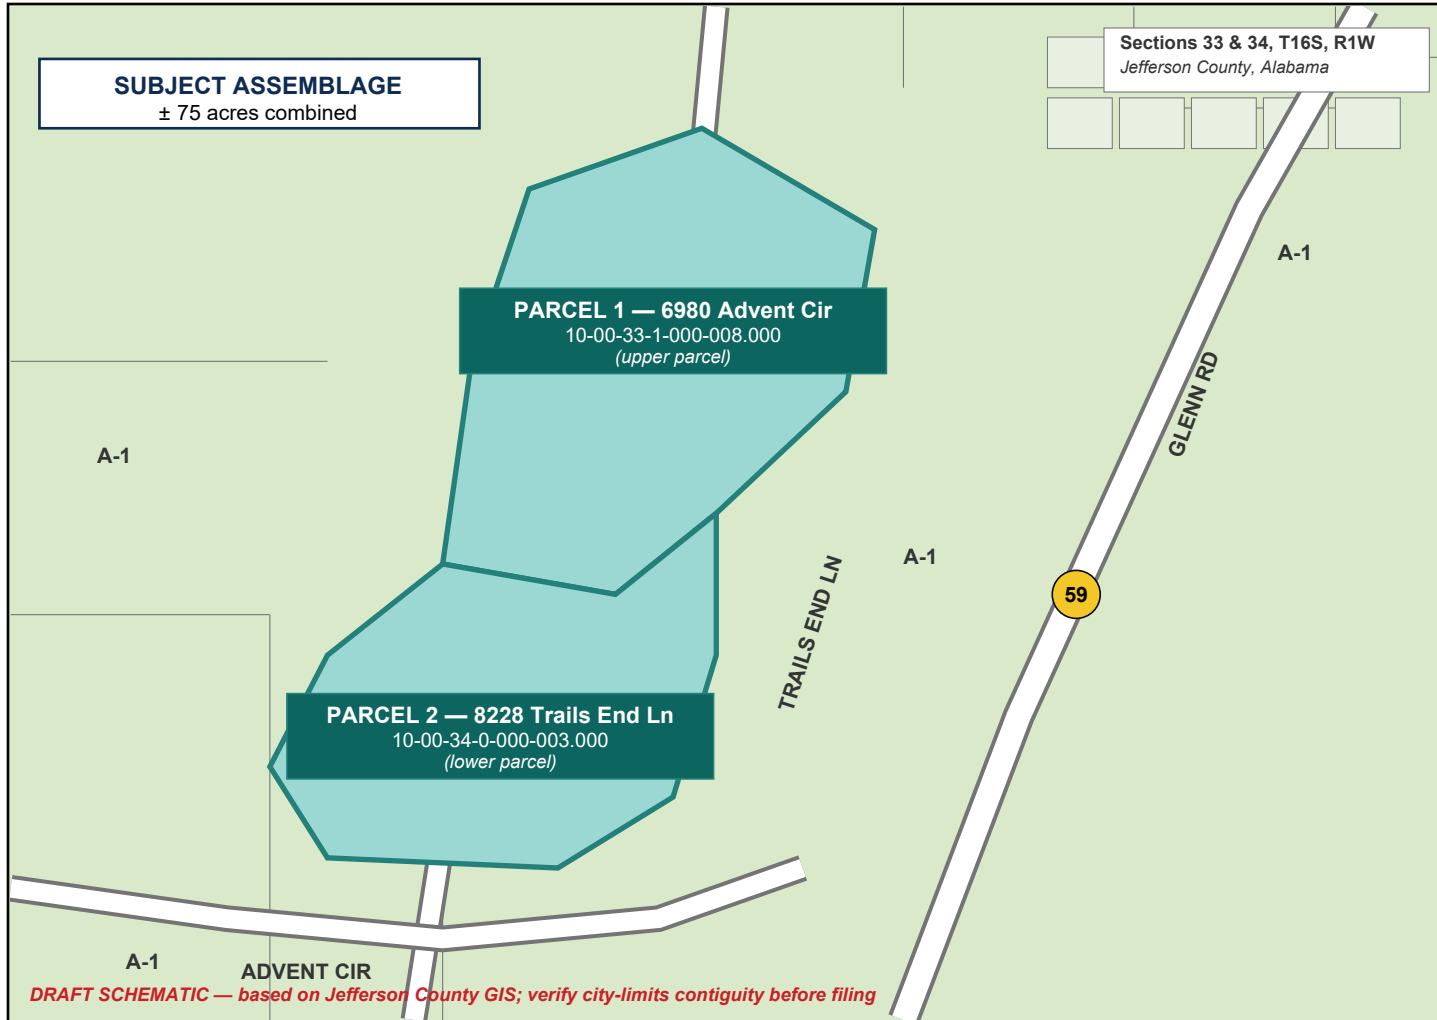 Sections 33 & 34, T16S, R1W
Jefferson County, Alabama
SUBJECT ASSEMBLAGE
± 75 acres combined
A-1
PARCEL 1 — 6980 Advent Cir
10-00-33-1-000-008.000
(upper parcel)
GLENN RD
A-1
A-1
TRAILS END LN
59
PARCEL 2 — 8228 Trails End Ln
10-00-34-0-000-003.000
(lower parcel)
A-1
ADVENT CIR
DRAFT SCHEMATIC — based on Jefferson County GIS; verify city-limits contiguity before filing